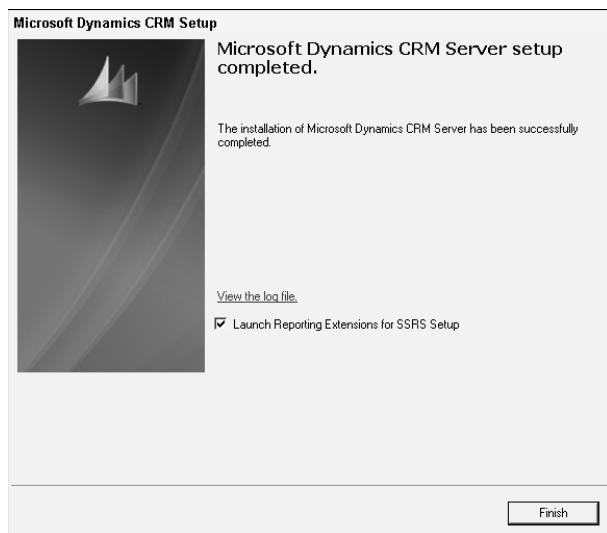 Microsoft Dynamics CRM Setup
Microsoft Dynamics CRM Server setup
completed.
The installation of Microsoft Dynamics CRM Server has been successfully
completed.
View the log file.
Launch Reporting Extensions for SSRS Setup
Finish